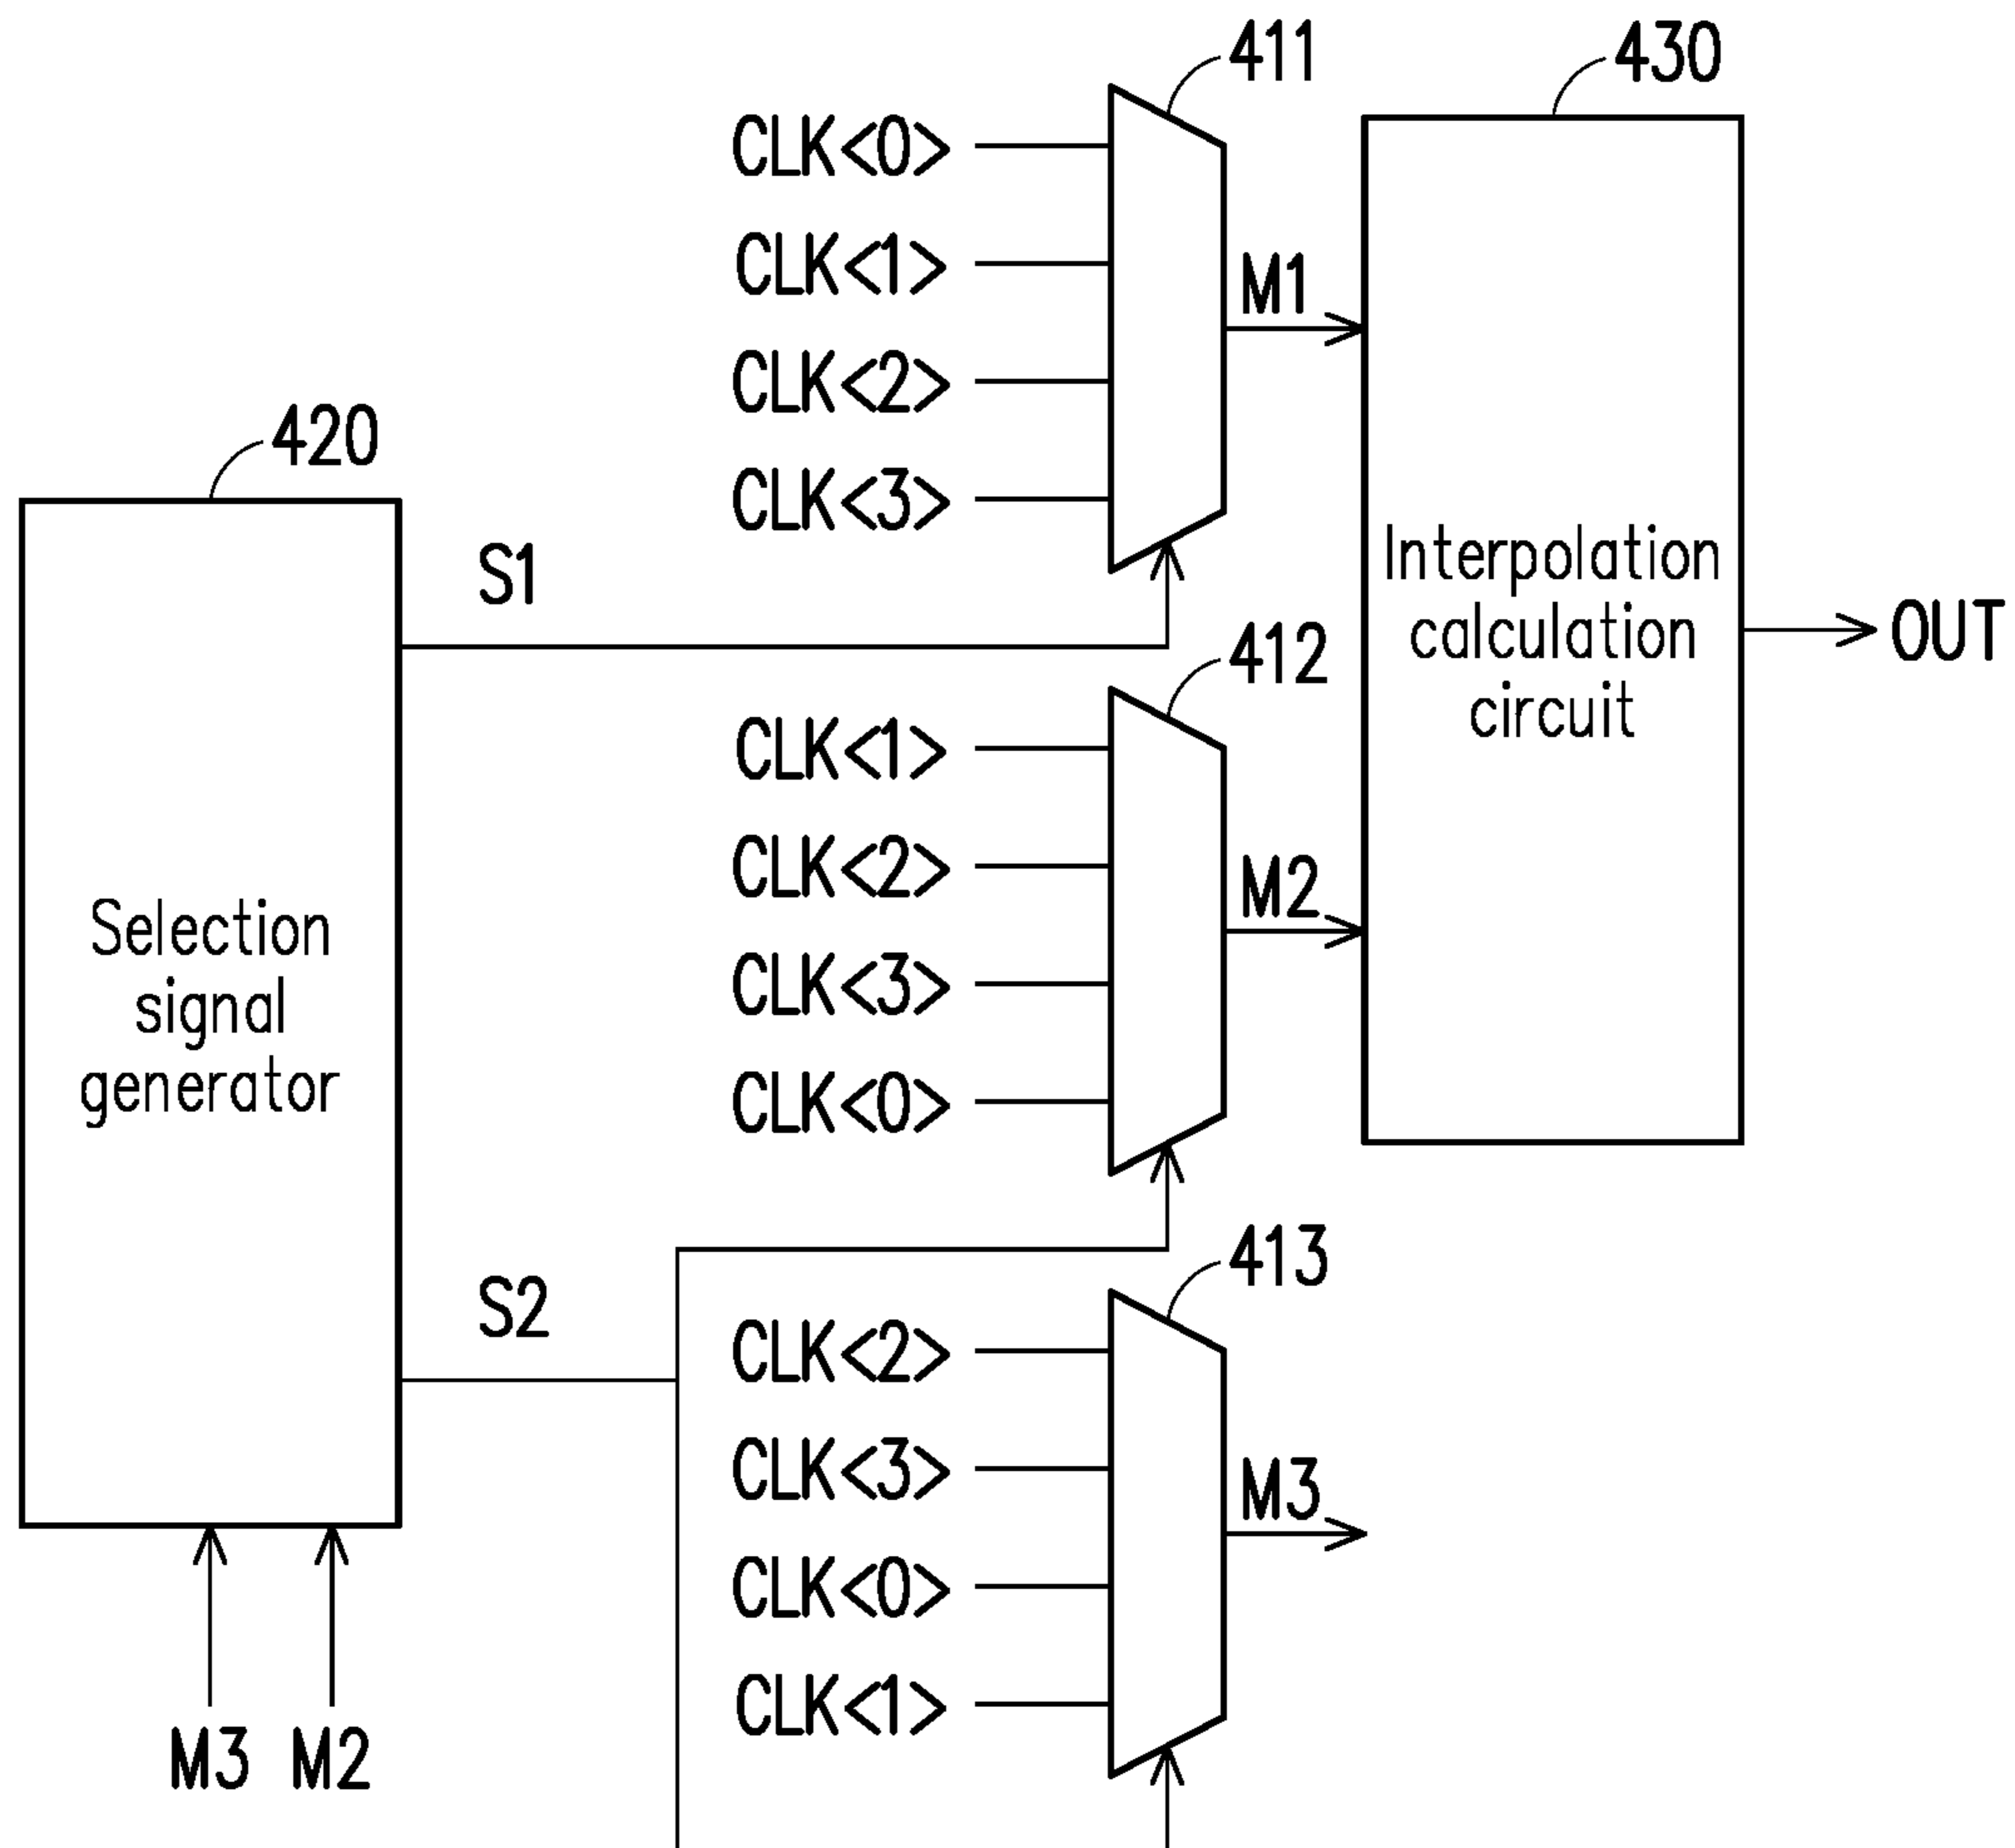 411
430
CLK<0>
CLK<1>
M1
CLK<2>
420
CLK<3>
S1
Interpolation
calculation
circuit
OUT
412
CLK<1>
CLK<2>
M2
Selection
signal
generator
CLK<3>
CLK<0>
413
S2
CLK<2>
CLK<3>
M3
CLK<0>
CLK<1>
M3 M2